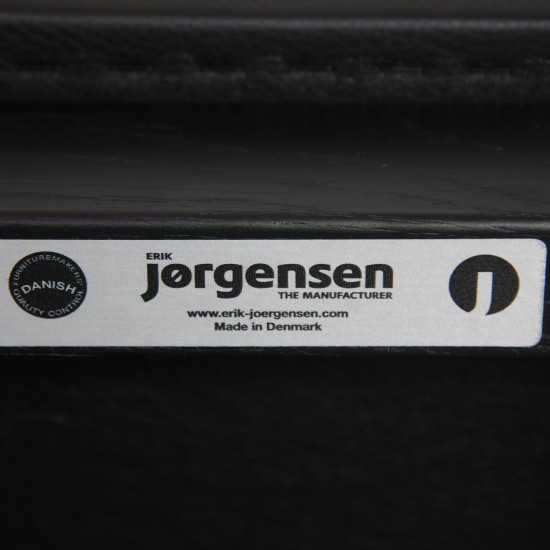 FURNITUREMAKERS'
DANISH
QUALITY CONTROL
ERIK
jørgensen
THE MANUFACTURER
www.erik-joergensen.com
Made in Denmark
J